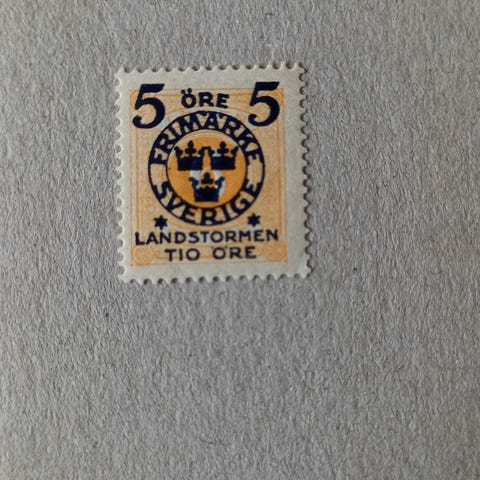 5 ÖRE 5
FRIMÄRKE
SVERIGE
LANDSTORMEN
TIO ÖRE